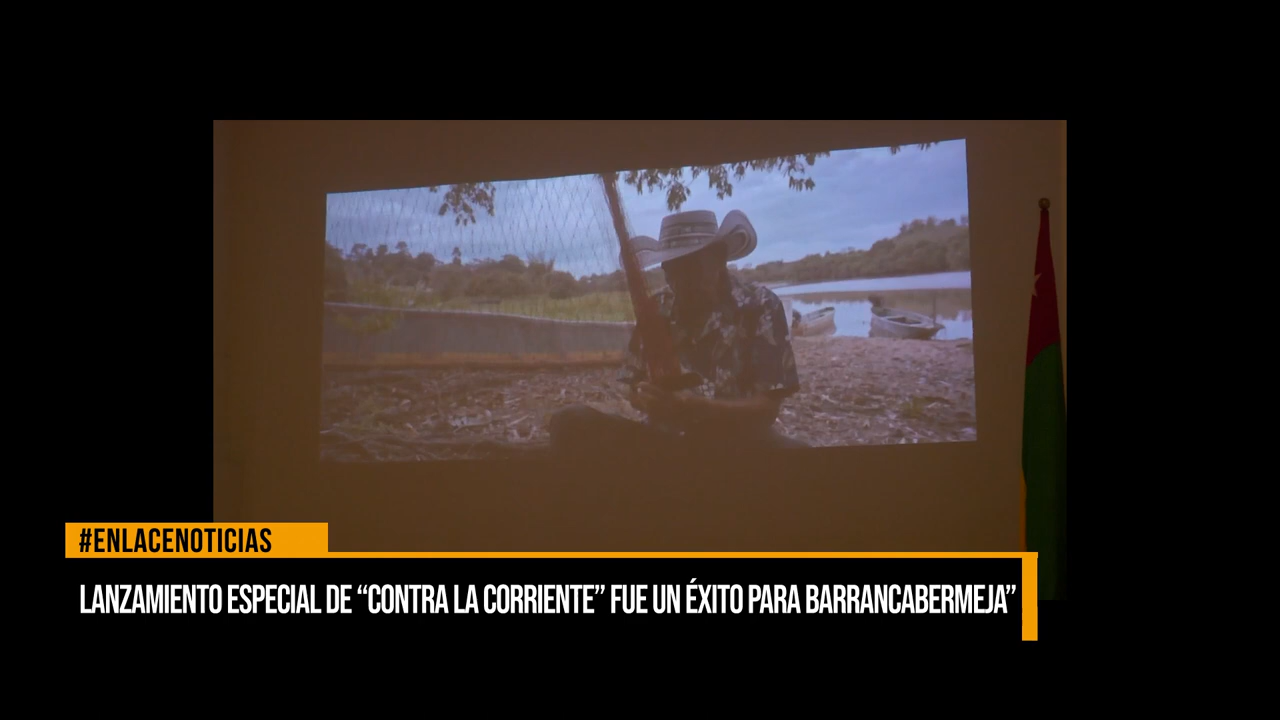 #ENLACENOTICIAS
LANZAMIENTO ESPECIAL DE “CONTRA LA CORRIENTE” FUE UN ÉXITO PARA BARRANCABERMEJA”